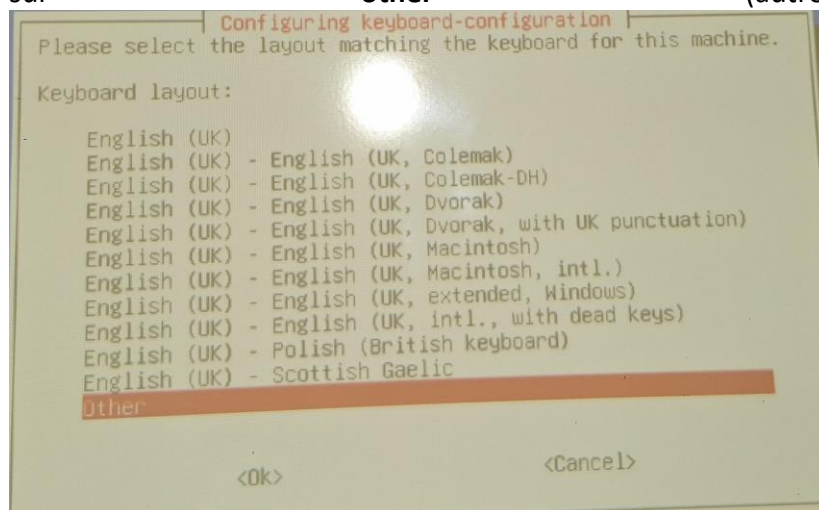 Other
Configuring keyboard-configuration
Please select the layout matching the keyboard for this machine.
Keyboard layout:
English (UK)
English (UK) - English (UK, Colemak)
English (UK) - English (UK, Colemak-DH)
English (UK) - English (UK, Dvorak)
English (UK) - English (UK, Dvorak, with UK punctuation)
English (UK) - English (UK, Macintosh)
English (UK) - English (UK, Macintosh, intl.)
English (UK) - English (UK, extended, Windows)
English (UK) - English (UK, intl., with dead keys)
English (UK) - Polish (British keyboard)
English (UK) - Scottish Gaelic
Other
<Ok> <Cancel>